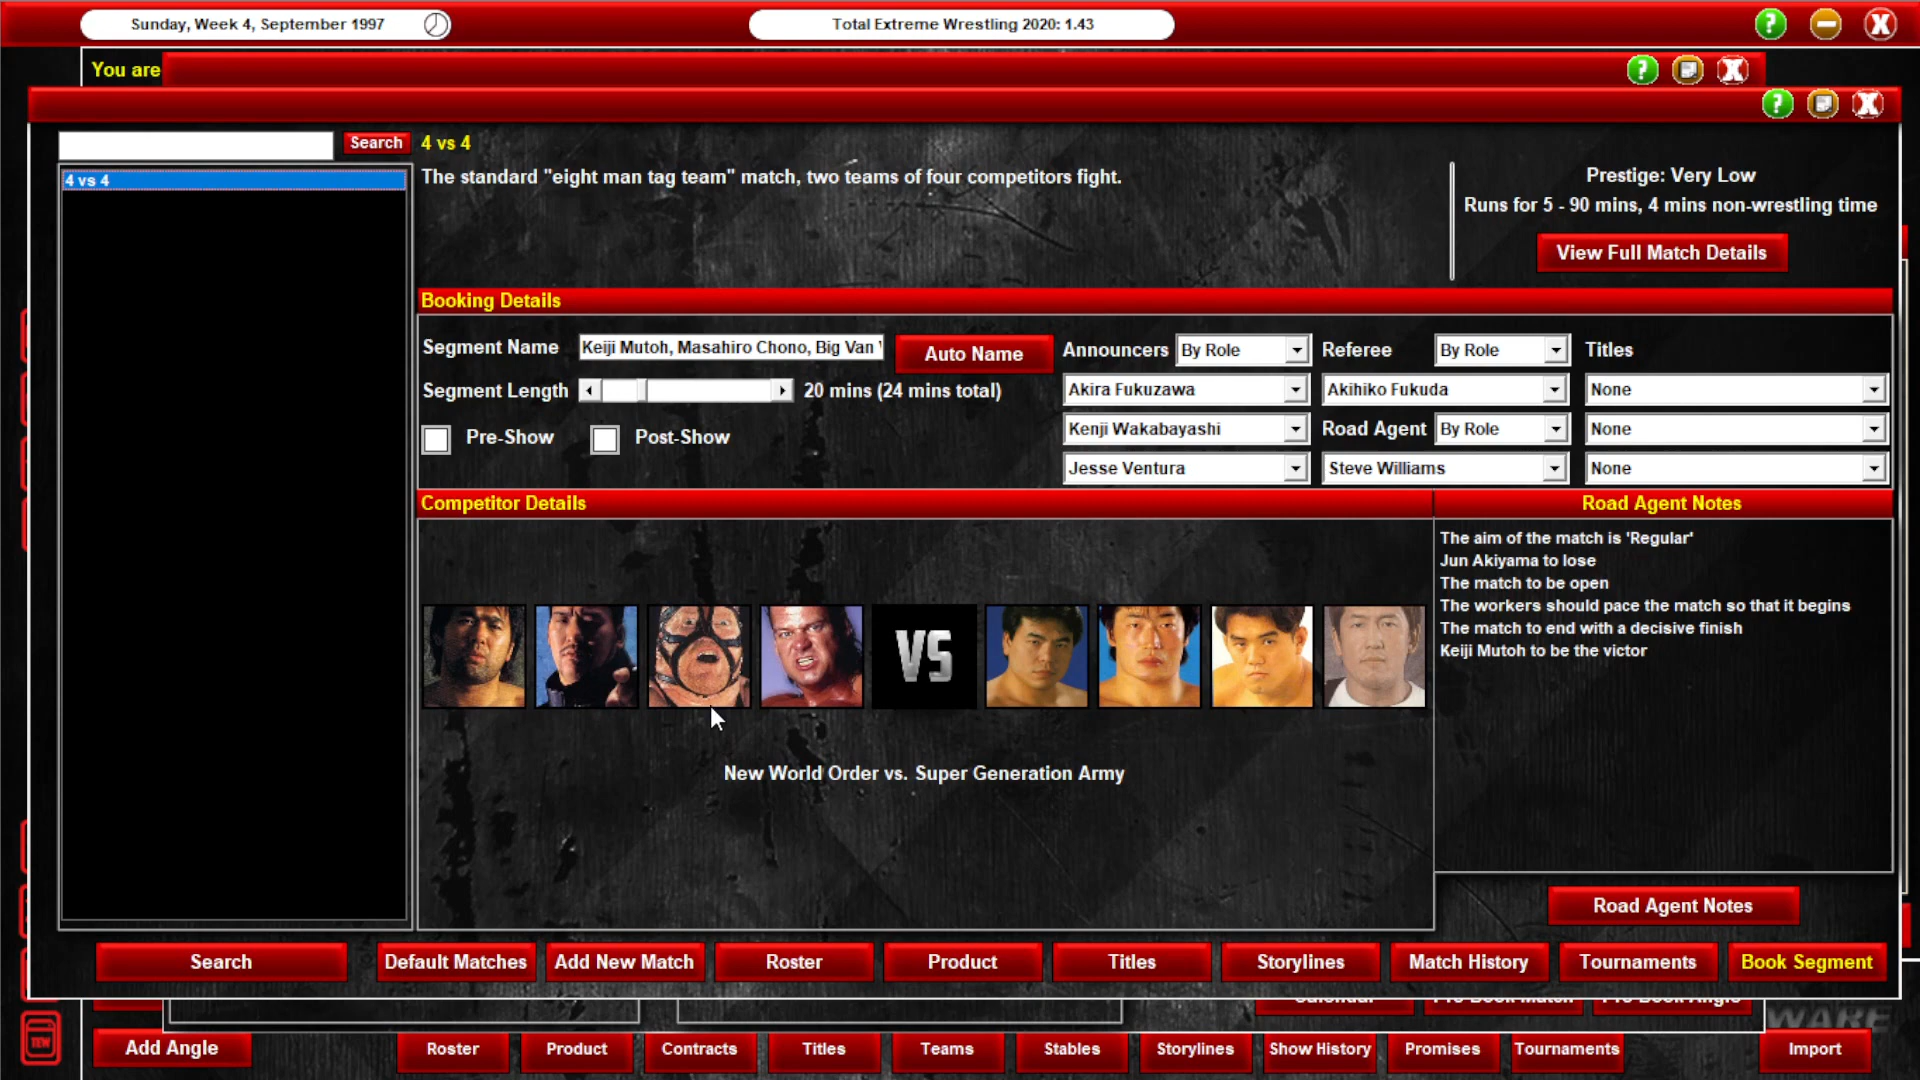 Sunday, Week 4, September 1997
Total Extreme Wrestling 2020: 1.43
You are
Search
4 vs 4
4 vs 4
The standard "eight man tag team" match, two teams of four competitors fight.
Prestige: Very Low
Runs for 5 - 90 mins, 4 mins non-wrestling time
View Full Match Details
Booking Details
Segment Name
Keiji Mutoh, Masahiro Chono, Big Van
Auto Name
Announcers
By Role
Referee
By Role
Titles
Segment Length
20 mins (24 mins total)
Akira Fukuzawa
Akihiko Fukuda
None
Pre-Show
Post-Show
Kenji Wakabayashi
Road Agent
By Role
None
Jesse Ventura
Steve Williams
None
Competitor Details
Road Agent Notes
The aim of the match is 'Regular'
Jun Akiyama to lose
The match to be open
The workers should pace the match so that it begins
The match to end with a decisive finish
Keiji Mutoh to be the victor
VS
New World Order vs. Super Generation Army
Road Agent Notes
Search
Default Matches
Add New Match
Roster
Product
Titles
Storylines
Match History
Tournaments
Book Segment
Calendar
Pre Book Match
Pre Book Angle
WARE
TEW
Add Angle
Roster
Product
Contracts
Titles
Teams
Stables
Storylines
Show History
Promises
Tournaments
Import